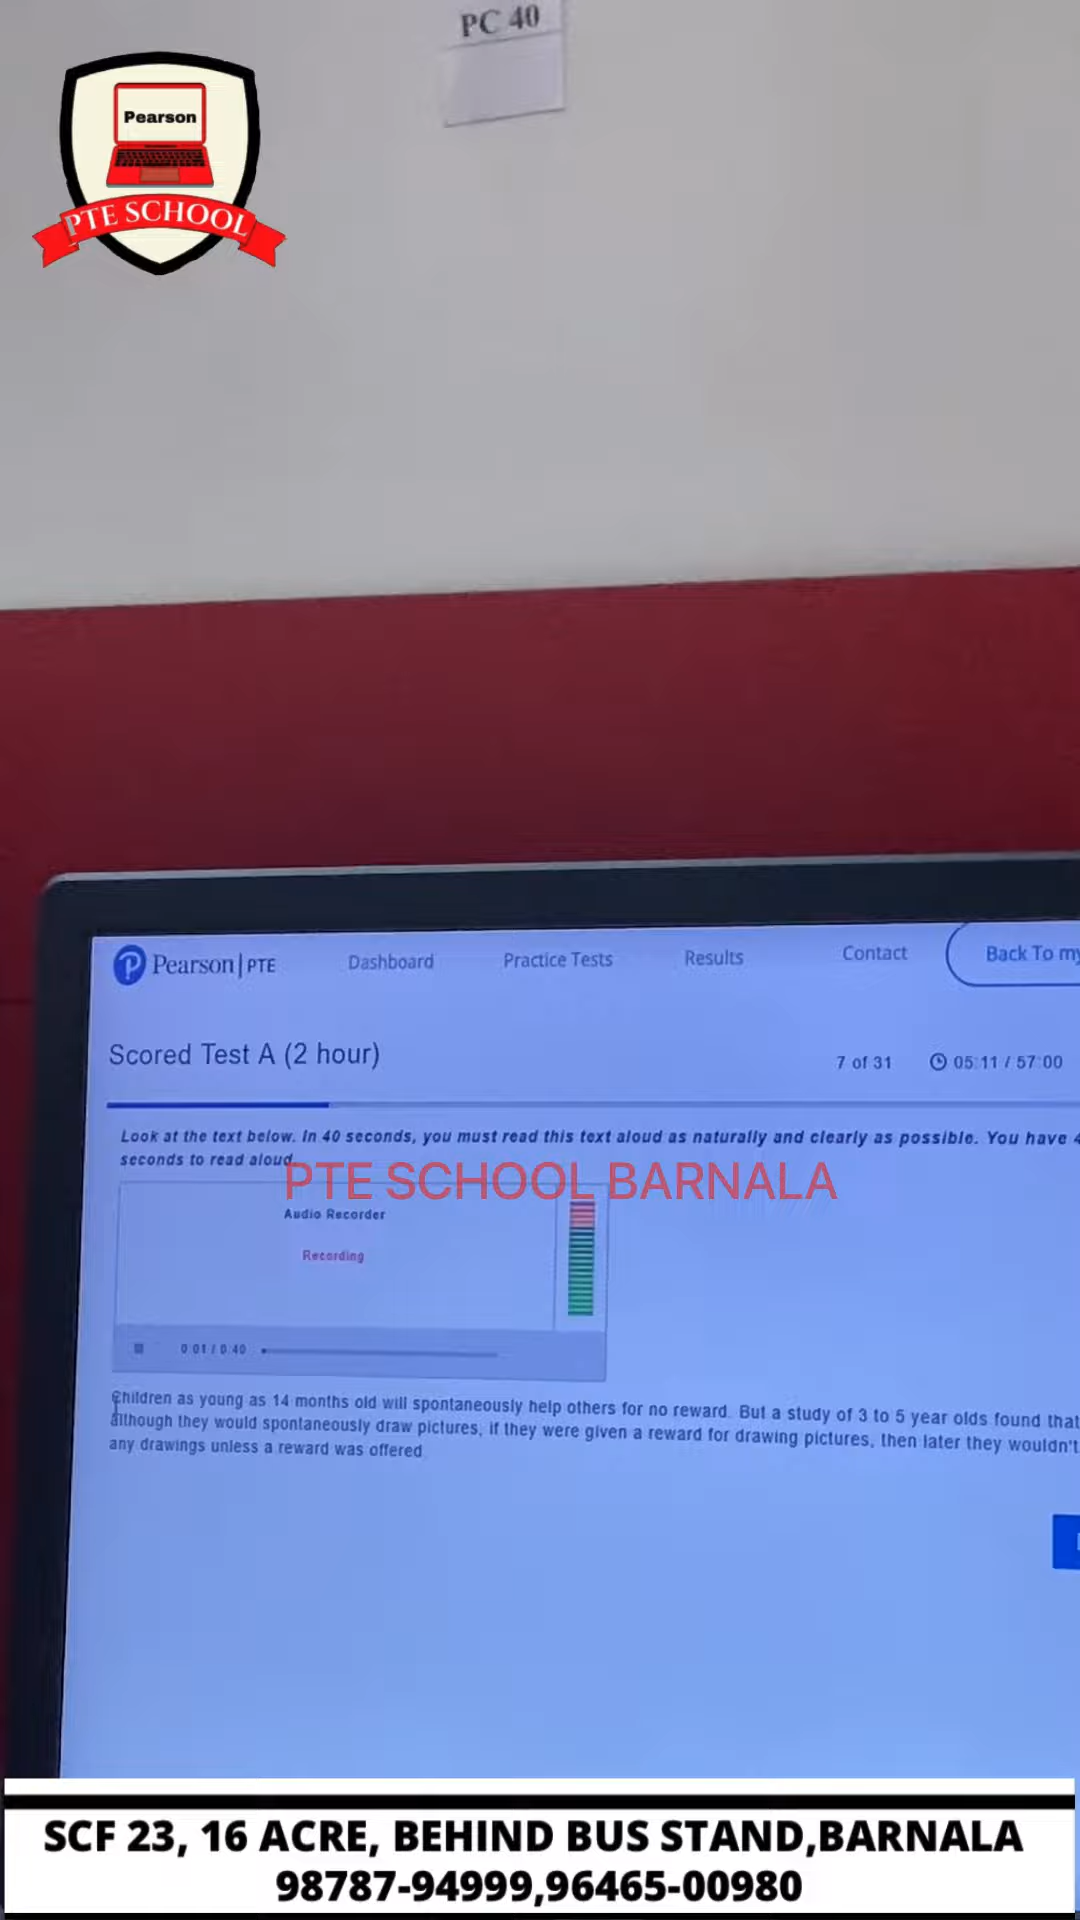 PC 40
Pearson
PTE SCHOOL
Pearson | PTE
Dashboard
Practice Tests
Results
Contact
Back To my
Scored Test A (2 hour)
7 of 31
05:11 / 57:00
Look at the text below. In 40 seconds, you must read this text aloud as naturally and clearly as possible. You have 4
seconds to read aloud.
PTE SCHOOL BARNALA
Audio Recorder
Recording
0:01 / 0:40
Children as young as 14 months old will spontaneously help others for no reward. But a study of 3 to 5 year olds found that
although they would spontaneously draw pictures, if they were given a reward for drawing pictures, then later they wouldn't
any drawings unless a reward was offered.
SCF 23, 16 ACRE, BEHIND BUS STAND,BARNALA
98787-94999,96465-00980